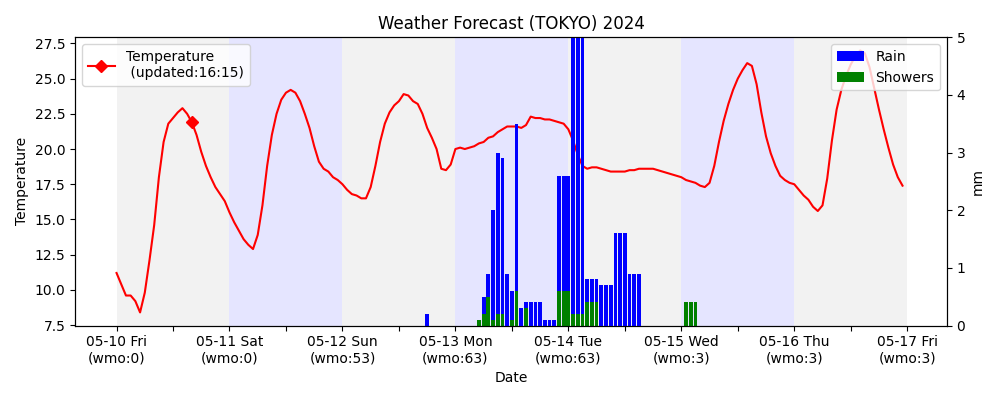 Weather Forecast (TOKYO) 2024
Temperature
(updated:16:15)
Rain
Showers
27.5
25.0
22.5
20.0
17.5
15.0
12.5
10.0
7.5
Temperature
5
4
3
2
1
0
mm
05-10 Fri
(wmo:0)
05-11 Sat
(wmo:0)
05-12 Sun
(wmo:53)
05-13 Mon
(wmo:63)
05-14 Tue
(wmo:63)
05-15 Wed
(wmo:3)
05-16 Thu
(wmo:3)
05-17 Fri
(wmo:3)
Date